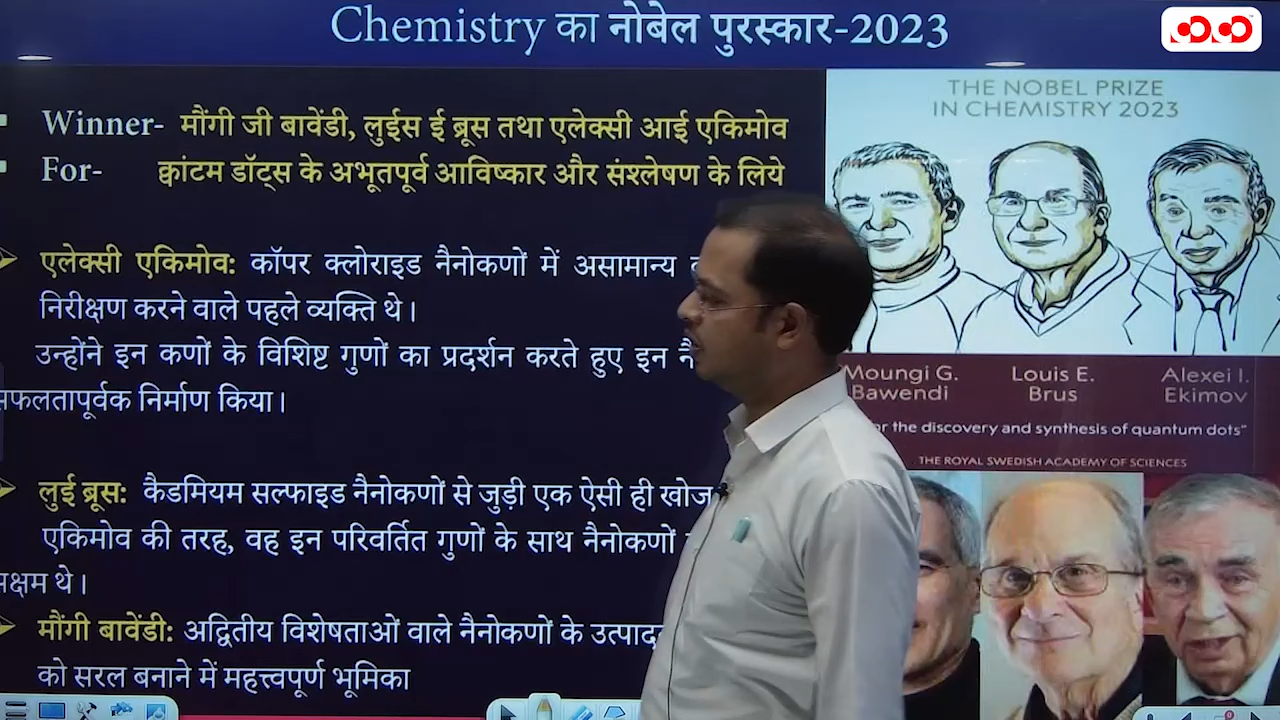 Chemistry का नोबेल पुरस्कार-2023
Winner- मौंगी जी बावेंडी, लुईस ई ब्रूस तथा एलेक्सी आई एकिमोव
For- क्वांटम डॉट्स के अभूतपूर्व आविष्कार और संश्लेषण के लिये
एलेक्सी एकिमोव: कॉपर क्लोराइड नैनोकणों में असामान्य
निरीक्षण करने वाले पहले व्यक्ति थे।
उन्होंने इन कणों के विशिष्ट गुणों का प्रदर्शन करते हुए इन
सफलतापूर्वक निर्माण किया।
लुई ब्रूस: कैडमियम सल्फाइड नैनोकणों से जुड़ी एक ऐसी ही खोज
एकिमोव की तरह, वह इन परिवर्तित गुणों के साथ नैनोकणों
सक्षम थे।
मौंगी बावेंडी: अद्वितीय विशेषताओं वाले नैनोकणों के
को सरल बनाने में महत्त्वपूर्ण भूमिका
THE NOBEL PRIZE
IN CHEMISTRY 2023
Moungi G.
Bawendi
Louis E.
Brus
Alexei I.
Ekimov
the discovery and synthesis of quantum dots"
THE ROYAL SWEDISH ACADEMY OF SCIENCES